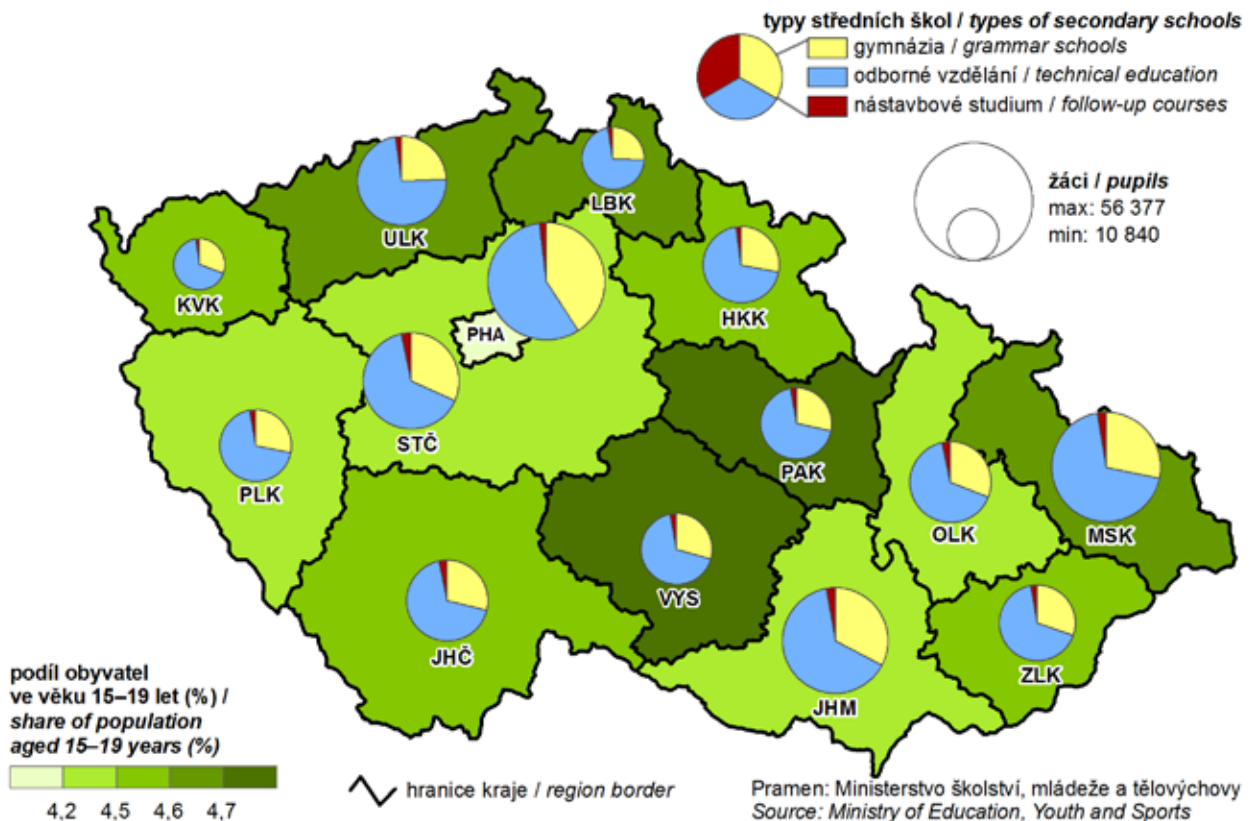 typy středních škol / types of secondary schools
gymnázia / grammar schools
odborné vzdělání / technical education
nástavbové studium / follow-up courses
žáci / pupils
max: 56 377
min: 10 840
ULK
LBK
KVK
HKK
PHA
STČ
PLK
PAK
OLK
MSK
VYS
JHČ
ZLK
JHM
podíl obyvatel
ve věku 15–19 let (%) /
share of population
aged 15–19 years (%)
4,2 4,5 4,6 4,7
hranice kraje / region border
Pramen: Ministerstvo školství, mládeže a tělovýchovy
Source: Ministry of Education, Youth and Sports